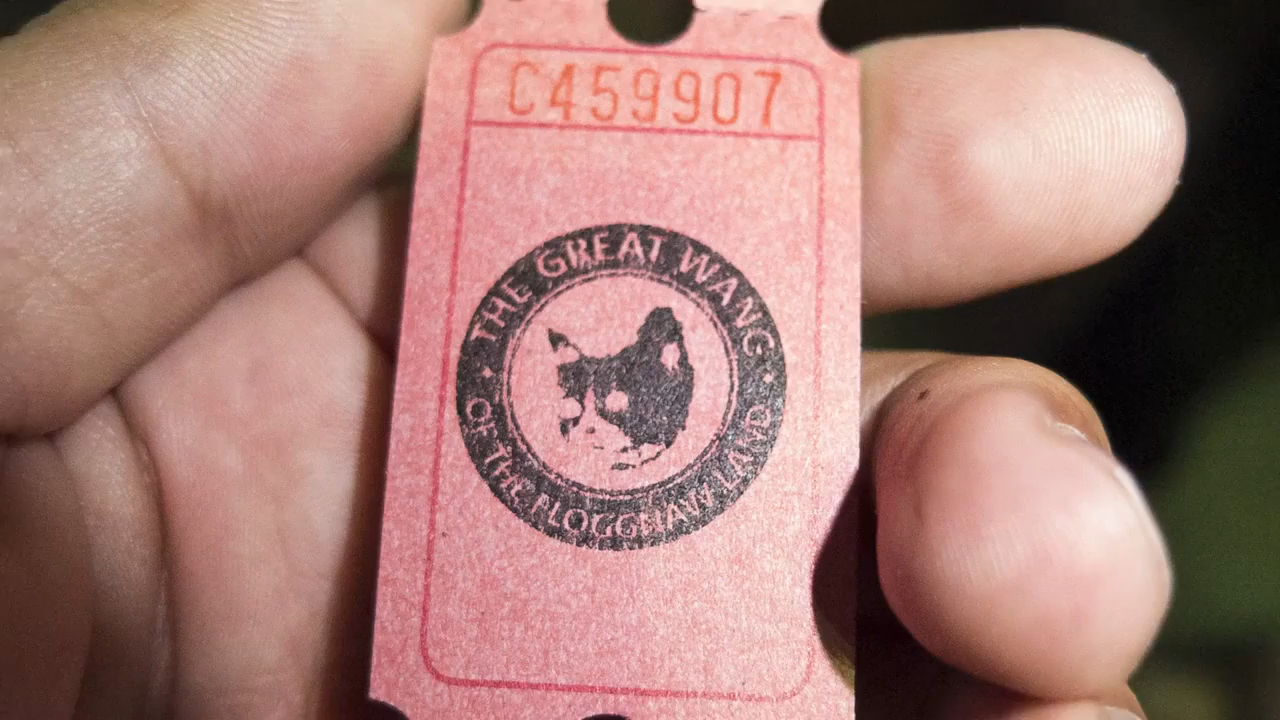 C459907
THE GREAT WANG
OF THE FLOGGNAW LAND